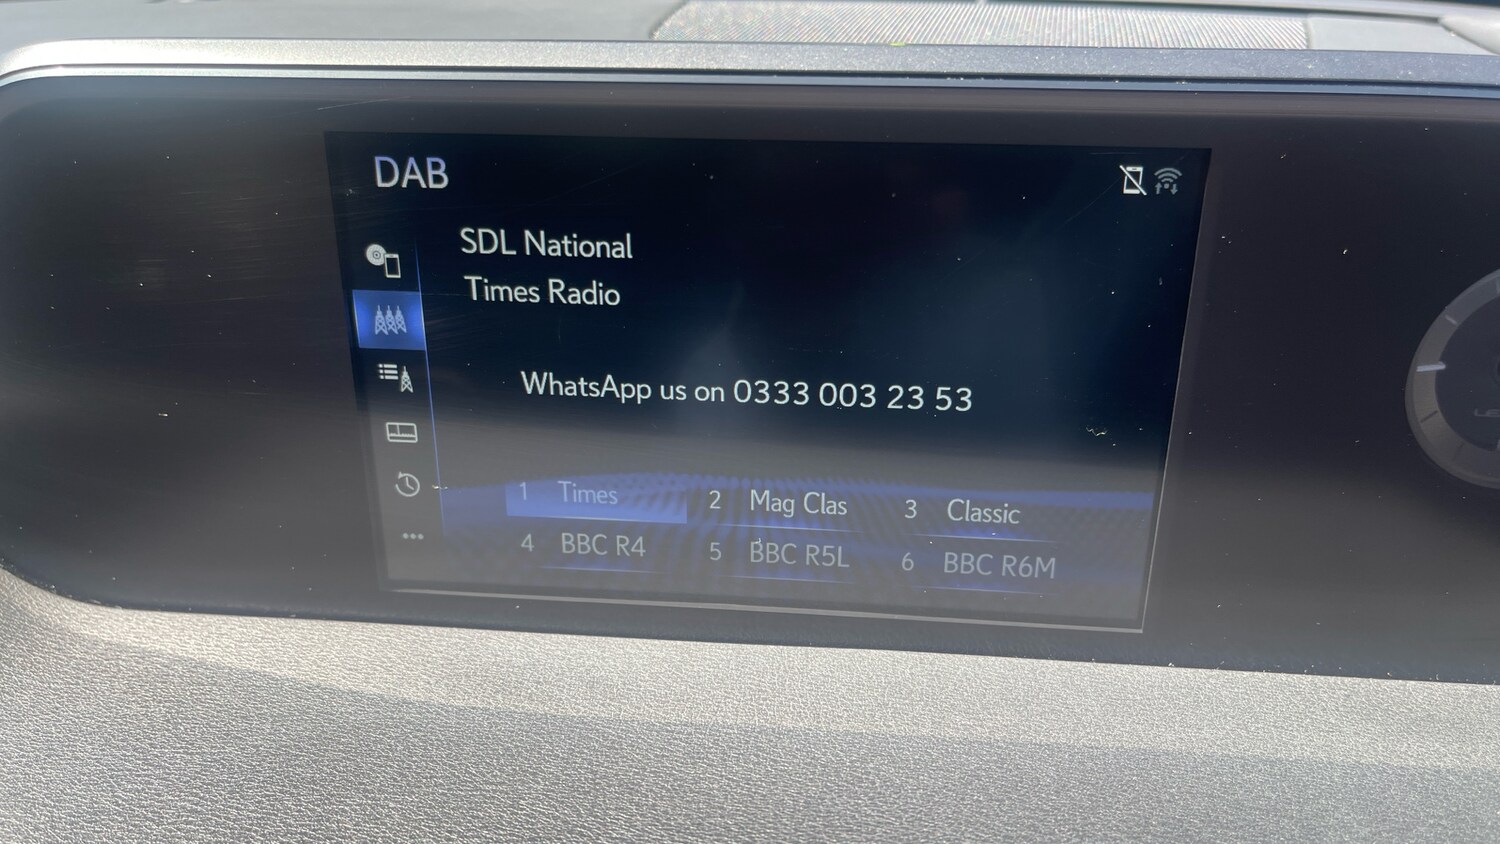 DAB
SDL National
Times Radio
WhatsApp us on 0333 003 23 53
1 Times 2 Mag Clas 3 Classic
4 BBC R4 5 BBC R5L 6 BBC R6M